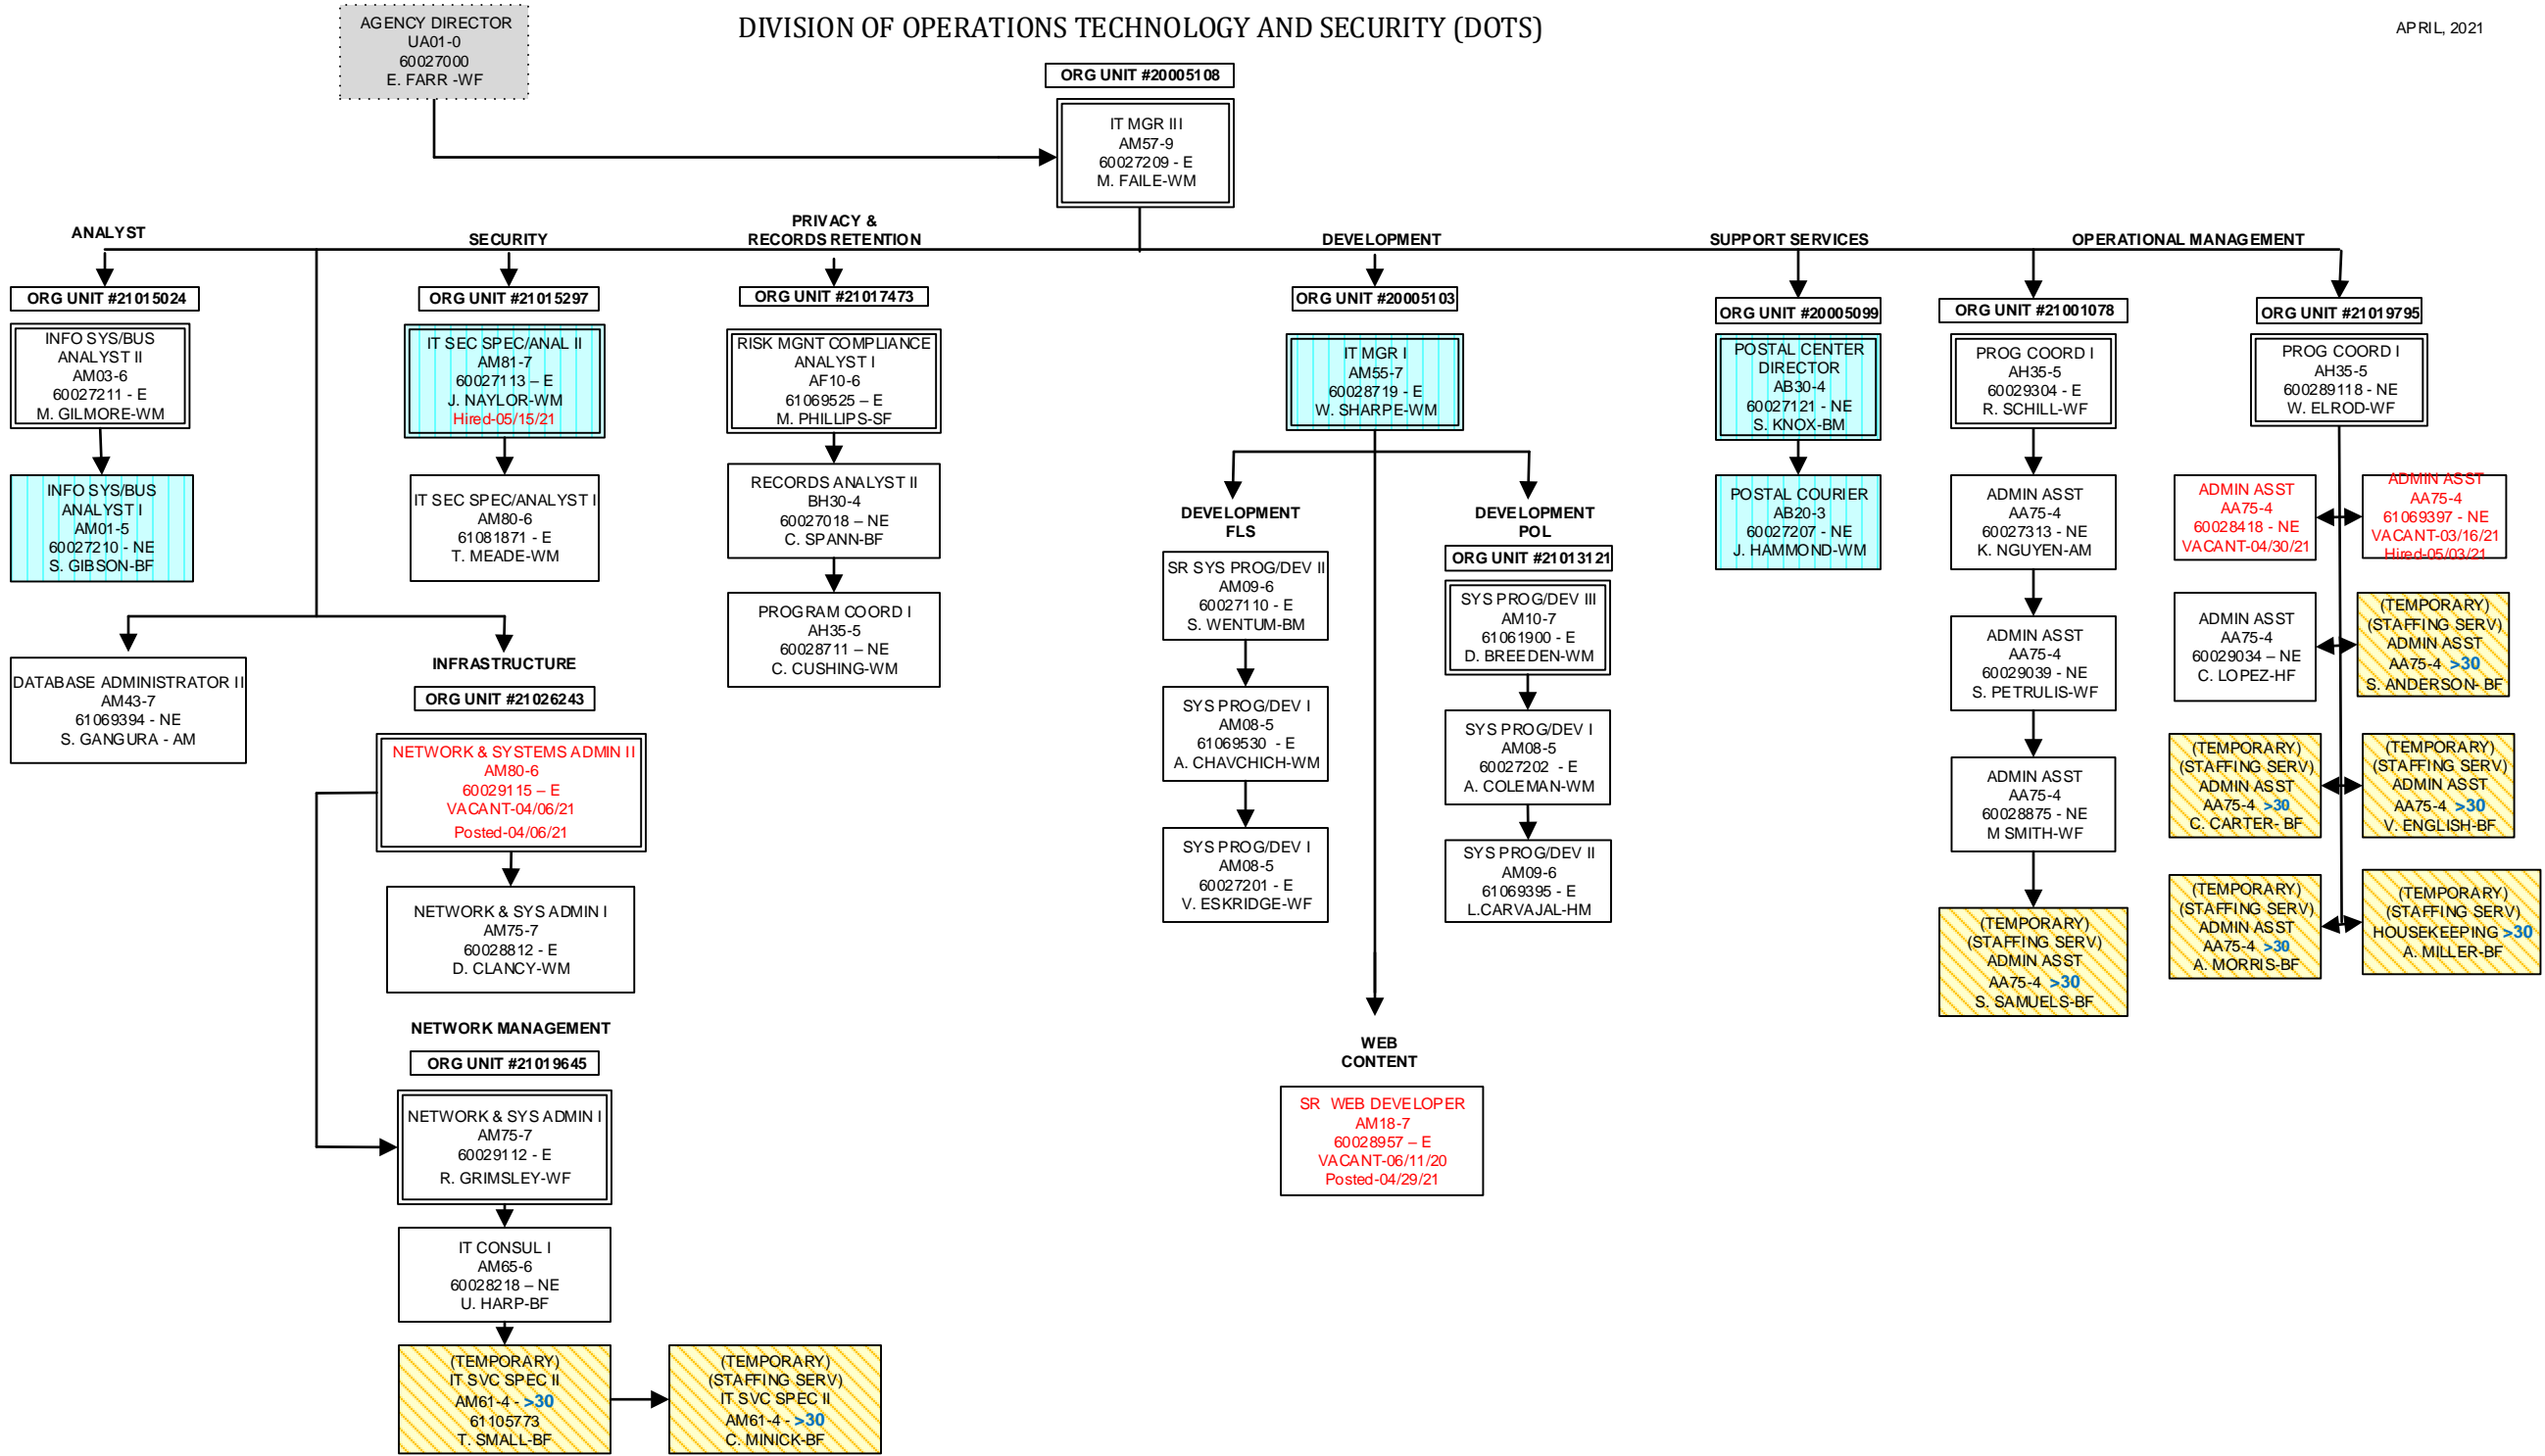 DIVISION OF OPERATIONS TECHNOLOGY AND SECURITY (DOTS)
APRIL, 2021
AGENCY DIRECTOR
UA01-0
60027000
E. FARR -WF
ORG UNIT #20005108
IT MGR III
AM57-9
60027209 - E
M. FAILE-WM
ANALYST
ORG UNIT #21015024
INFO SYS/BUS
ANALYST II
AM03-6
60027211 - E
M. GILMORE-WM
INFO SYS/BUS
ANALYST I
AM01-5
60027210 - NE
S. GIBSON-BF
DATABASE ADMINISTRATOR II
AM43-7
61069394 - NE
S. GANGURA - AM
SECURITY
ORG UNIT #21015297
IT SEC SPEC/ANAL II
AM81-7
60027113 – E
J. NAYLOR-WM
Hired-05/15/21
IT SEC SPEC/ANALYST I
AM80-6
61081871 - E
T. MEADE-WM
INFRASTRUCTURE
ORG UNIT #21026243
NETWORK & SYSTEMS ADMIN II
AM80-6
60029115 – E
VACANT-04/06/21
Posted-04/06/21
NETWORK & SYS ADMIN I
AM75-7
60028812 - E
D. CLANCY-WM
NETWORK MANAGEMENT
ORG UNIT #21019645
NETWORK & SYS ADMIN I
AM75-7
60029112 - E
R. GRIMSLEY-WF
IT CONSUL I
AM65-6
60028218 – NE
U. HARP-BF
(TEMPORARY)
IT SVC SPEC II
AM61-4 - >30
61105773
T. SMALL-BF
(TEMPORARY)
(STAFFING SERV)
IT SVC SPEC II
AM61-4 - >30
C. MINICK-BF
PRIVACY &
RECORDS RETENTION
ORG UNIT #21017473
RISK MGNT COMPLIANCE
ANALYST I
AF10-6
61069525 – E
M. PHILLIPS-SF
RECORDS ANALYST II
BH30-4
60027018 – NE
C. SPANN-BF
PROGRAM COORD I
AH35-5
60028711 – NE
C. CUSHING-WM
DEVELOPMENT
ORG UNIT #20005103
IT MGR I
AM55-7
60028719 - E
W. SHARPE-WM
DEVELOPMENT
FLS
SR SYS PROG/DEV II
AM09-6
60027110 - E
S. WENTUM-BM
SYS PROG/DEV I
AM08-5
61069530 - E
A. CHAVCHICH-WM
SYS PROG/DEV I
AM08-5
60027201 - E
V. ESKRIDGE-WF
DEVELOPMENT
POL
ORG UNIT #21013121
SYS PROG/DEV III
AM10-7
61061900 - E
D. BREEDEN-WM
SYS PROG/DEV I
AM08-5
60027202 - E
A. COLEMAN-WM
SYS PROG/DEV II
AM09-6
61069395 - E
L.CARVAJAL-HM
WEB
CONTENT
SR WEB DEVELOPER
AM18-7
60028957 – E
VACANT-06/11/20
Posted-04/29/21
SUPPORT SERVICES
ORG UNIT #20005099
POSTAL CENTER
DIRECTOR
AB30-4
60027121 - NE
S. KNOX-BM
POSTAL COURIER
AB20-3
60027207 - NE
J. HAMMOND-WM
OPERATIONAL MANAGEMENT
ORG UNIT #21001078
PROG COORD I
AH35-5
60029304 - E
R. SCHILL-WF
ADMIN ASST
AA75-4
60027313 - NE
K. NGUYEN-AM
ADMIN ASST
AA75-4
60029039 - NE
S. PETRULIS-WF
ADMIN ASST
AA75-4
60028875 - NE
M SMITH-WF
(TEMPORARY)
(STAFFING SERV)
ADMIN ASST
AA75-4 >30
S. SAMUELS-BF
ORG UNIT #21019795
PROG COORD I
AH35-5
600289118 - NE
W. ELROD-WF
ADMIN ASST
AA75-4
60028418 - NE
VACANT-04/30/21
ADMIN ASST
AA75-4
61069397 - NE
VACANT-03/16/21
Hired-05/03/21
ADMIN ASST
AA75-4
60029034 – NE
C. LOPEZ-HF
(TEMPORARY)
(STAFFING SERV)
ADMIN ASST
AA75-4 >30
S. ANDERSON- BF
(TEMPORARY)
(STAFFING SERV)
ADMIN ASST
AA75-4 >30
C. CARTER- BF
(TEMPORARY)
(STAFFING SERV)
ADMIN ASST
AA75-4 >30
V. ENGLISH-BF
(TEMPORARY)
(STAFFING SERV)
ADMIN ASST
AA75-4 >30
A. MORRIS-BF
(TEMPORARY)
(STAFFING SERV)
HOUSEKEEPING >30
A. MILLER-BF